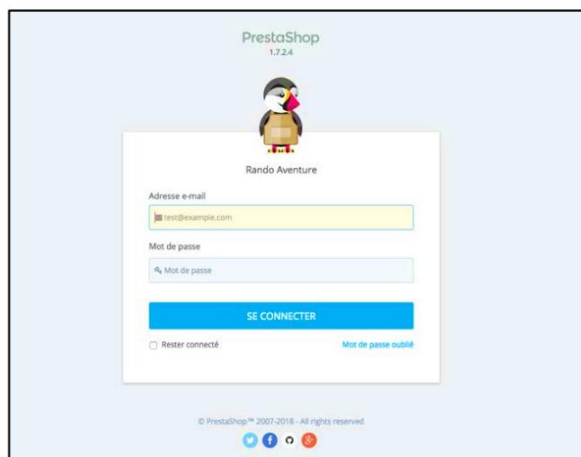 PrestaShop
1.7.2.4
Rando Aventure
Adresse e-mail
test@example.com
Mot de passe
Mot de passe
SE CONNECTER
Rester connecté
Mot de passe oublié
© PrestaShop™ 2007-2018 - All rights reserved